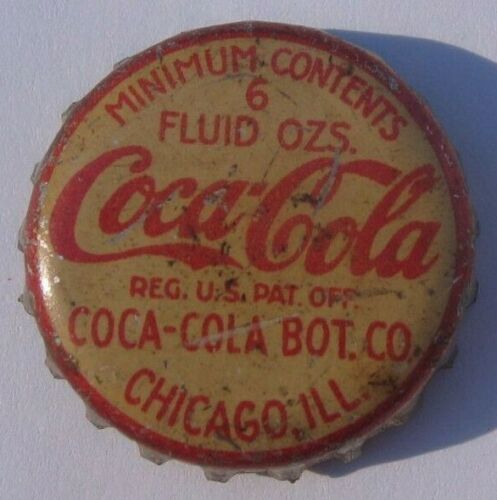 MINIMUM CONTENTS
6
FLUID OZS.
Coca-Cola
REG. U.S. PAT. OFF.
COCA-COLA BOT. CO.
CHICAGO, ILL.